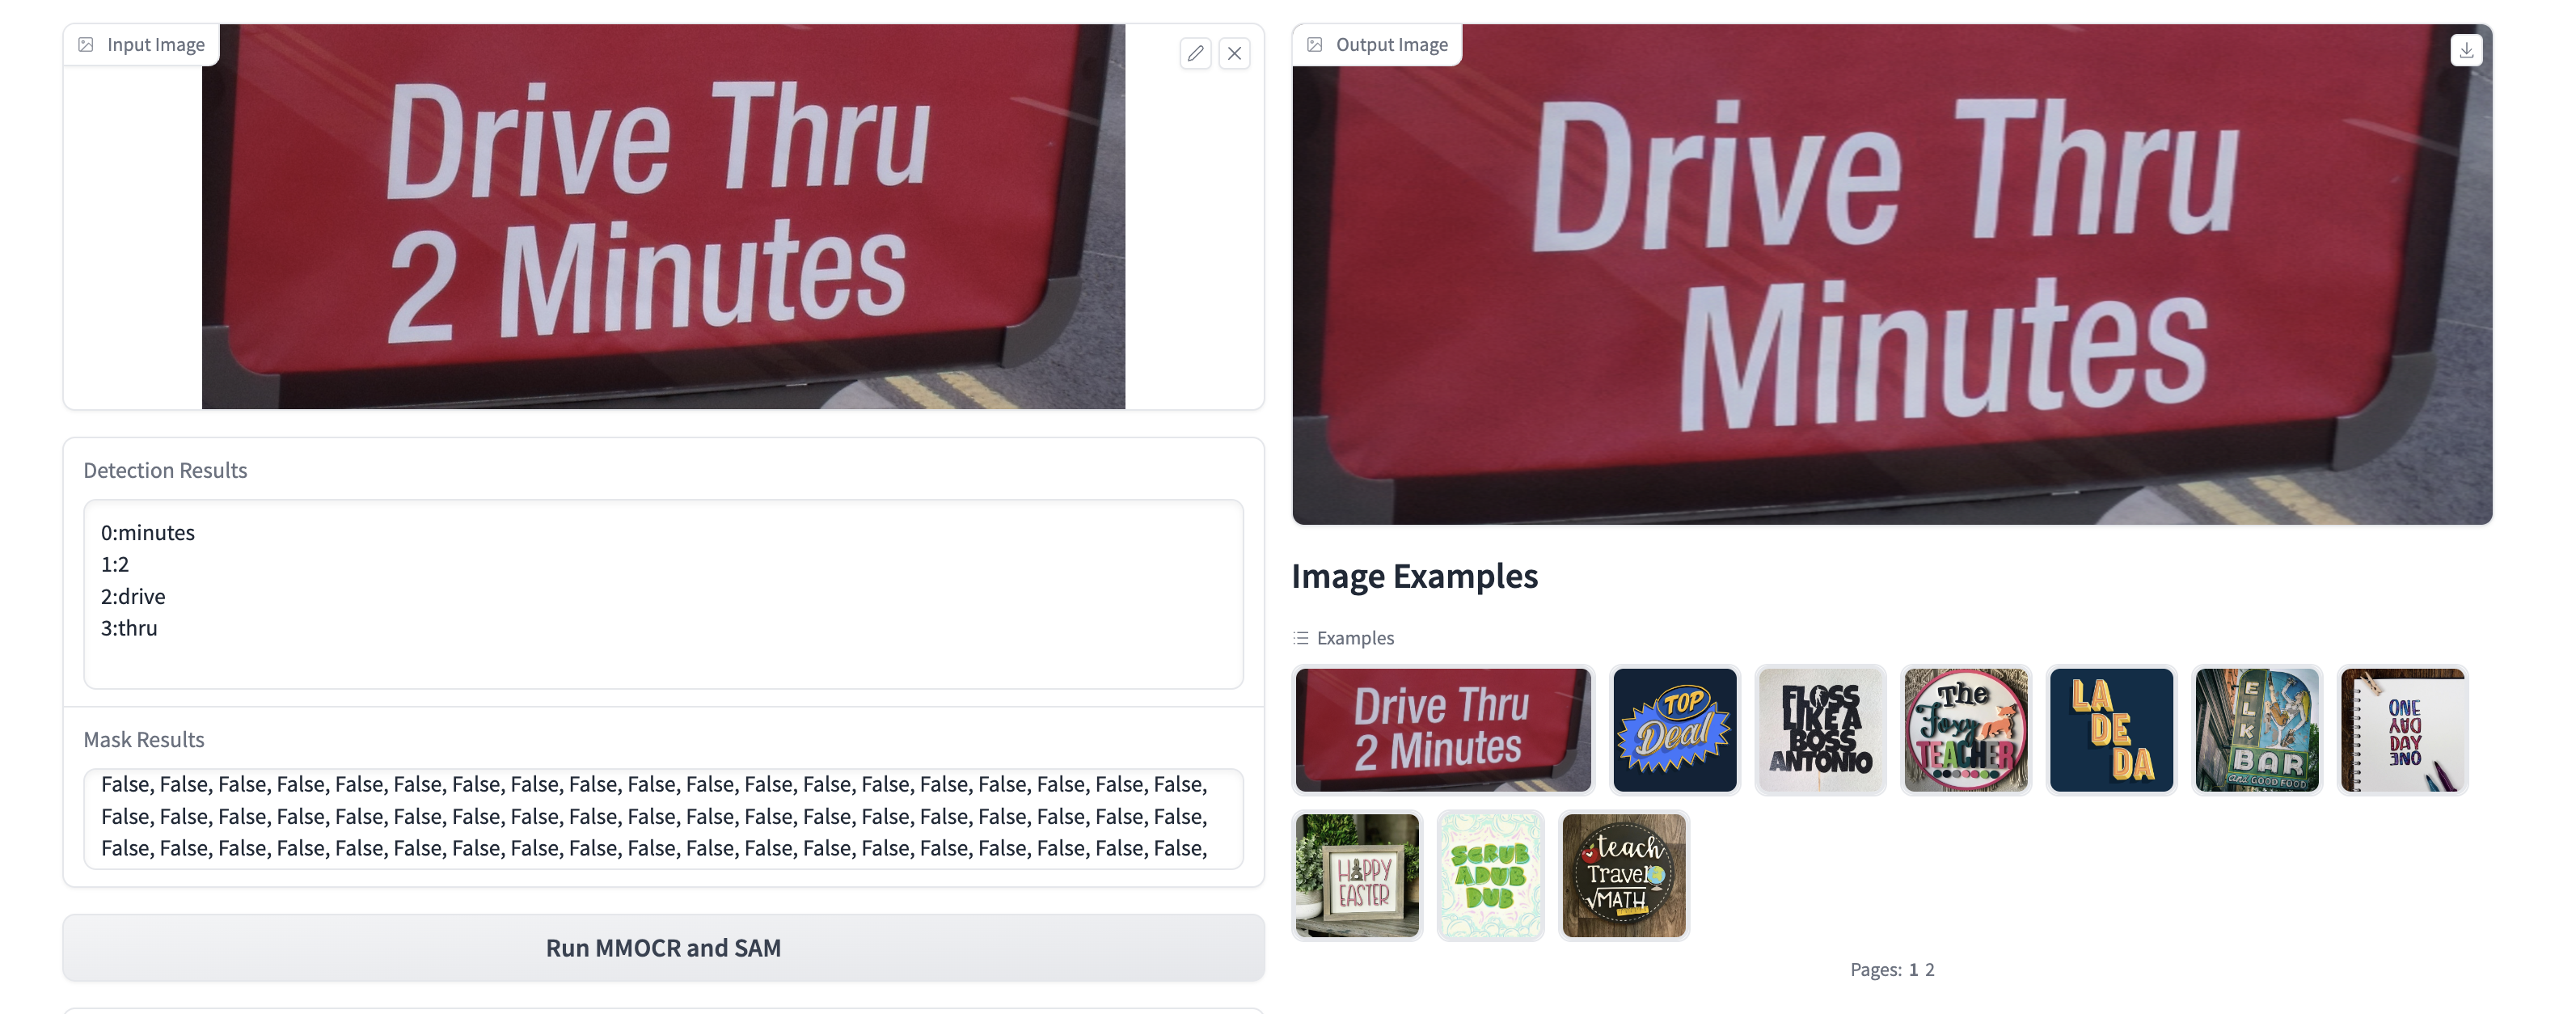 Input Image
Drive Thru
2 Minutes
Detection Results
0:minutes
1:2
2:drive
3:thru
Mask Results
False, False, False, False, False, False, False, False, False, False, False, False, False, False, False, False, False, False, False,
False, False, False, False, False, False, False, False, False, False, False, False, False, False, False, False, False, False, False,
False, False, False, False, False, False, False, False, False, False, False, False, False, False, False, False, False, False, False,
Run MMOCR and SAM
Output Image
Drive Thru
Minutes
Image Examples
Examples
Drive Thru
2 Minutes
TOP
Deal
FLOSS
LIKE A
BOSS
ANTONIO
The
Foxy
TEACHER
LA
DE
DA
ELK
BAR
and GOOD FOOD
ONE
DAY
DAY
ONE
HAPPY
EASTER
SCRUB
A DUB
DUB
teach
Travel
√MATH
Pages: 1 2